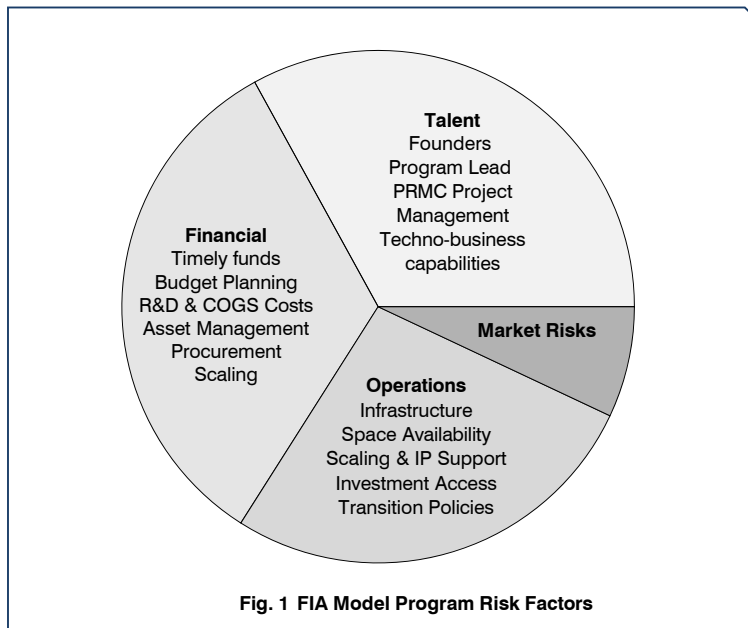 Talent
Founders
Program Lead
PRMC Project
Management
Techno-business
capabilities
Financial
Timely funds
Budget Planning
R&D & COGS Costs
Asset Management
Procurement
Scaling
Market Risks
Operations
Infrastructure
Space Availability
Scaling & IP Support
Investment Access
Transition Policies
Fig. 1 FIA Model Program Risk Factors